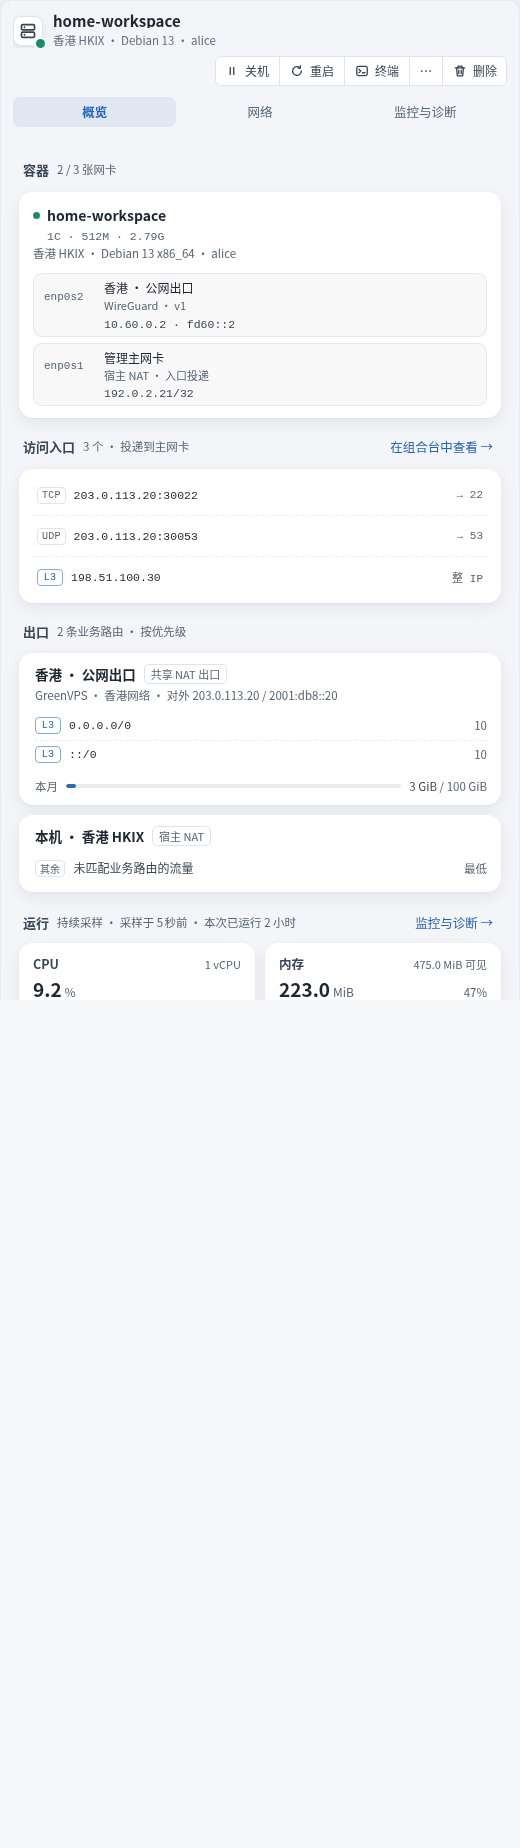 home-workspace
香港 HKIX • Debian 13 • alice
关机 重启 终端 ⋯ 删除
概览 网络 监控与诊断
容器 2 / 3 张网卡
home-workspace
1C · 512M · 2.79G
香港 HKIX • Debian 13 x86_64 • alice
enp0s2 香港 • 公网出口
WireGuard • v1
10.60.0.2 · fd60::2
enp0s1 管理主网卡
宿主 NAT • 入口投递
192.0.2.21/32
访问入口 3 个 • 投递到主网卡 在组合台中查看 →
TCP 203.0.113.20:30022 → 22
UDP 203.0.113.20:30053 → 53
L3 198.51.100.30 整 IP
出口 2 条业务路由 • 按优先级
香港 • 公网出口 共享 NAT 出口
GreenVPS • 香港网络 • 对外 203.0.113.20 / 2001:db8::20
L3 0.0.0.0/0 10
L3 ::/0 10
本月 3 GiB / 100 GiB
本机 • 香港 HKIX 宿主 NAT
其余 未匹配业务路由的流量 最低
运行 持续采样 • 采样于 5 秒前 • 本次已运行 2 小时 监控与诊断 →
CPU 1 vCPU 内存 475.0 MiB 可见
9.2 % 223.0 MiB 47%